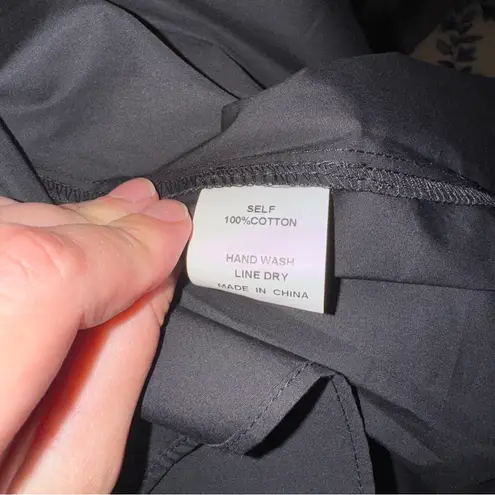 SELF
100%COTTON
HAND WASH
LINE DRY
MADE IN CHINA